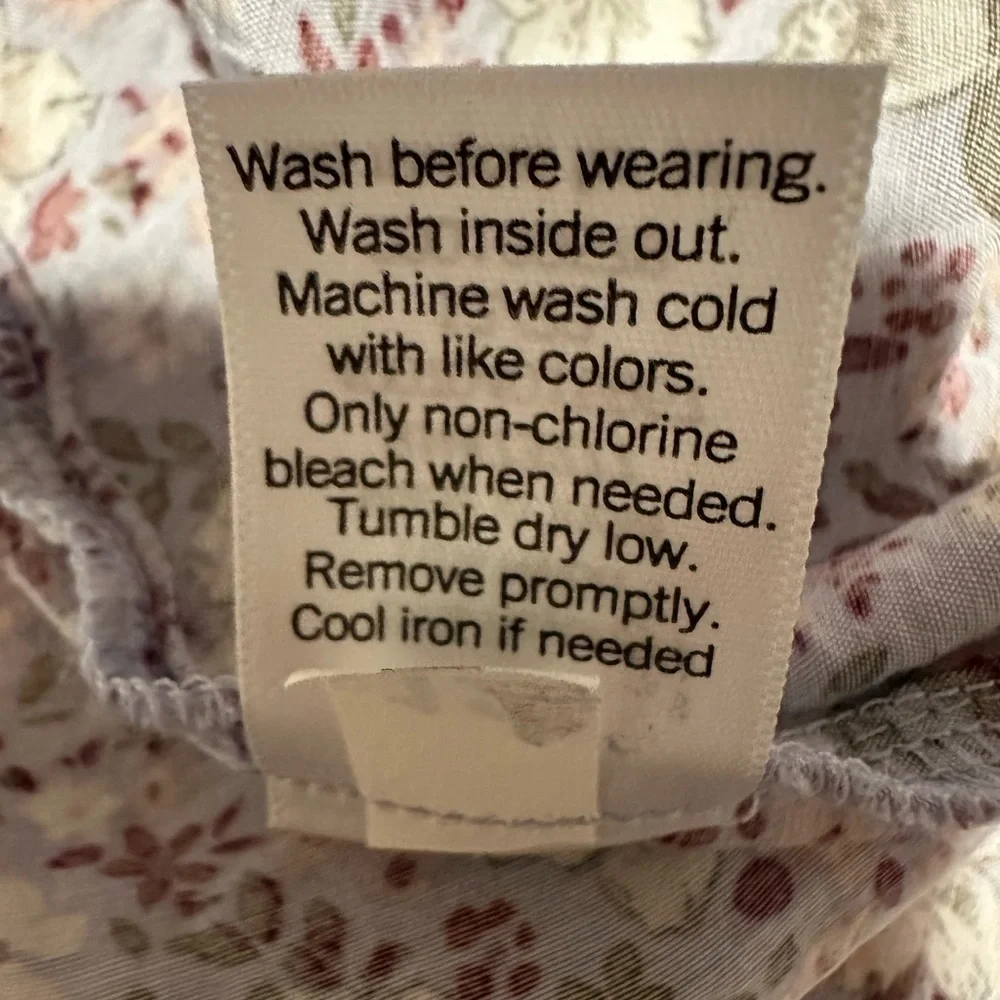 Wash before wearing.
Wash inside out.
Machine wash cold
with like colors.
Only non-chlorine
bleach when needed.
Tumble dry low.
Remove promptly.
Cool iron if needed